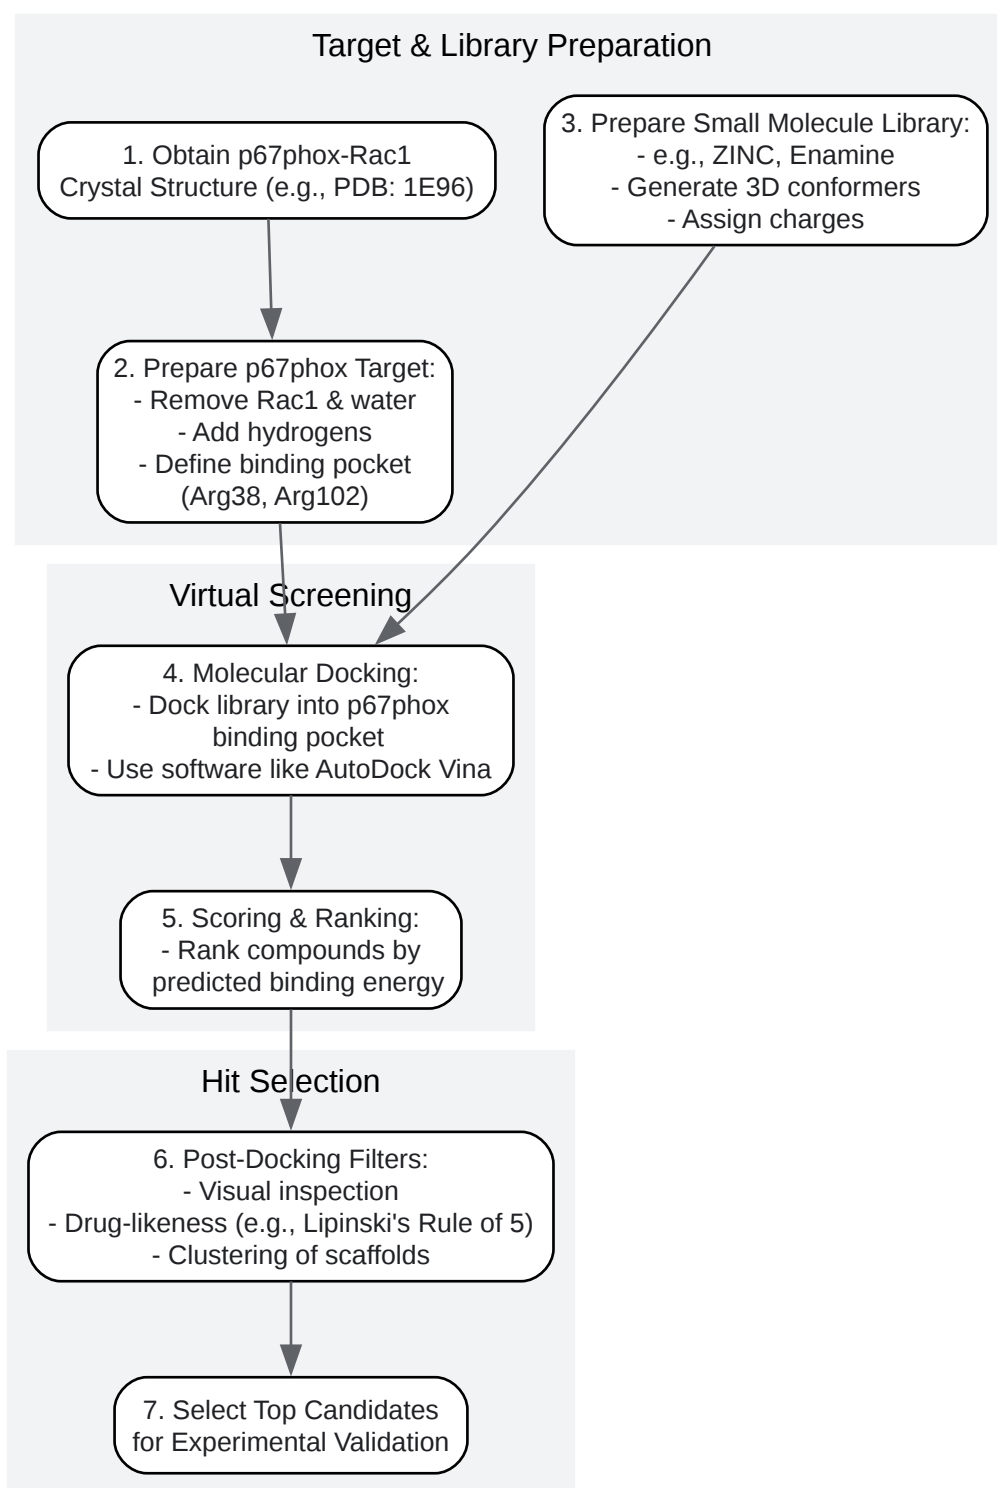 Target & Library Preparation
1. Obtain p67phox-Rac1
Crystal Structure (e.g., PDB: 1E96)
3. Prepare Small Molecule Library:
- e.g., ZINC, Enamine
- Generate 3D conformers
- Assign charges
2. Prepare p67phox Target:
- Remove Rac1 & water
- Add hydrogens
- Define binding pocket
(Arg38, Arg102)
Virtual Screening
4. Molecular Docking:
- Dock library into p67phox
binding pocket
- Use software like AutoDock Vina
5. Scoring & Ranking:
- Rank compounds by
predicted binding energy
Hit Selection
6. Post-Docking Filters:
- Visual inspection
- Drug-likeness (e.g., Lipinski's Rule of 5)
- Clustering of scaffolds
7. Select Top Candidates
for Experimental Validation